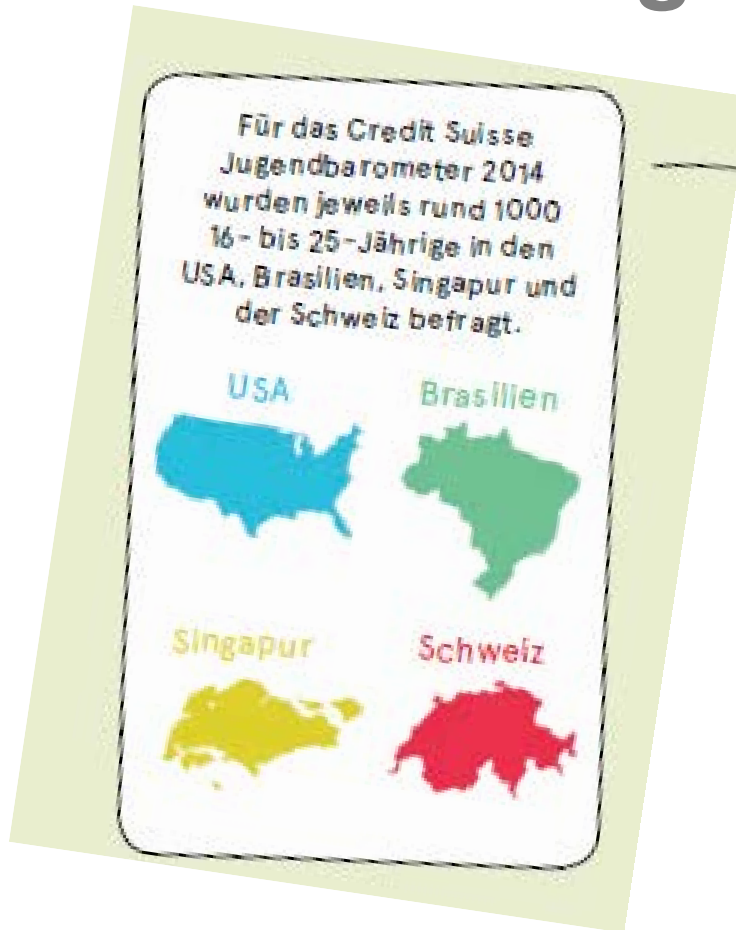 Für das Credit Suisse
Jugendbarometer 2014
wurden jeweils rund 1000
16- bis 25-Jährige in den
USA, Brasilien, Singapur und
der Schweiz befragt.
USA
Brasilien
Singapur
Schweiz